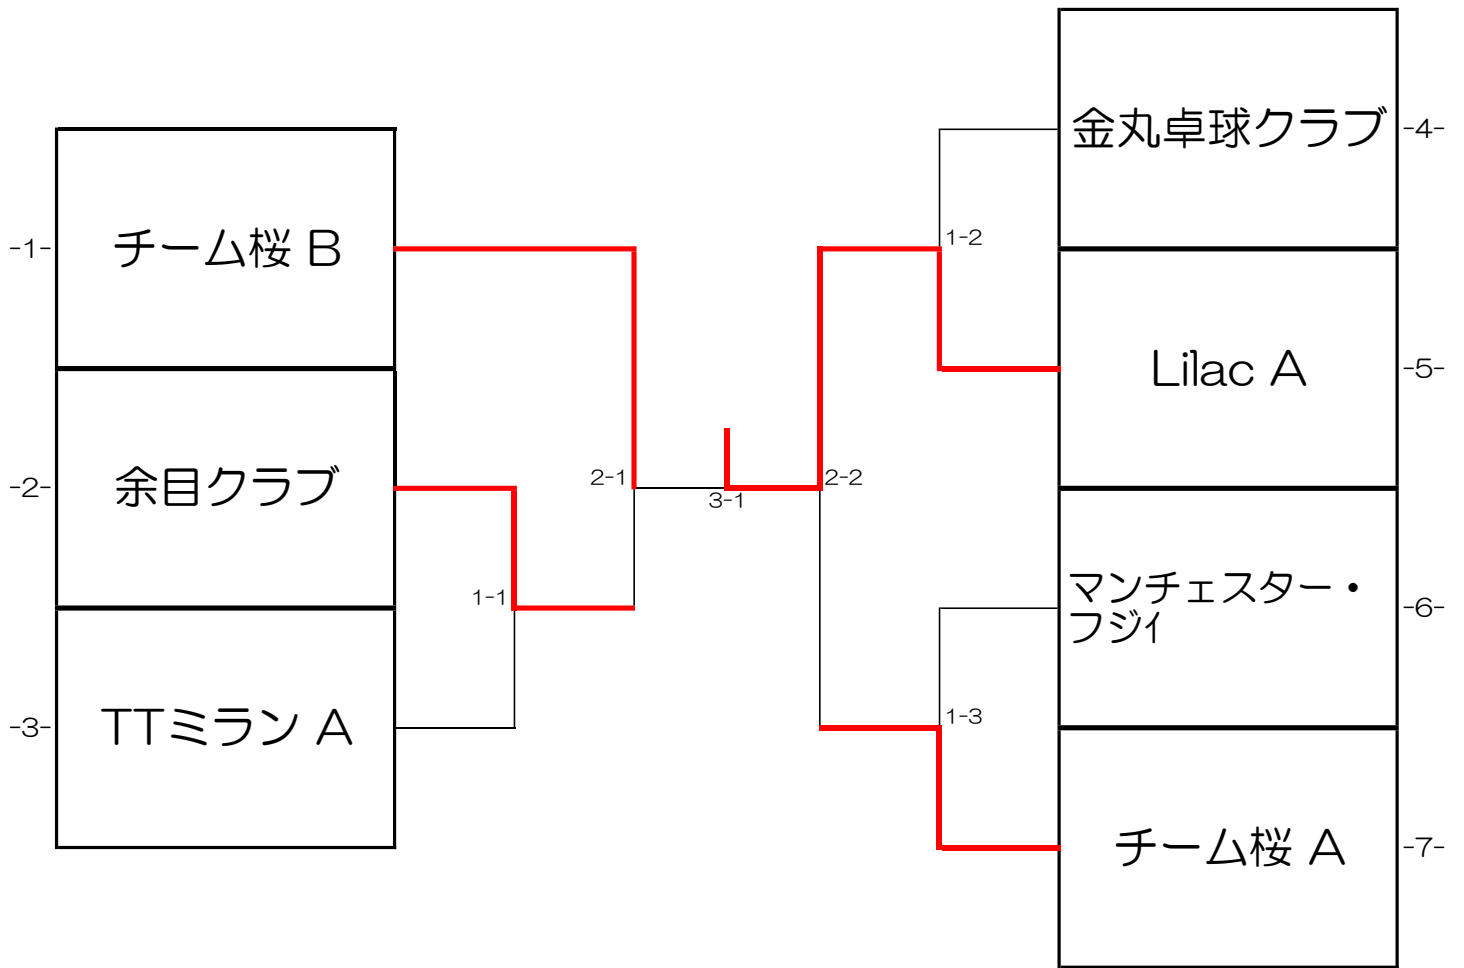 -1-
チーム桜 B
-2-
余目クラブ
-3-
TTミラン A
1-1
2-1
3-1
2-2
1-2
1-3
金丸卓球クラブ
-4-
Lilac A
-5-
マンチェスター・
フジィ
-6-
チーム桜 A
-7-